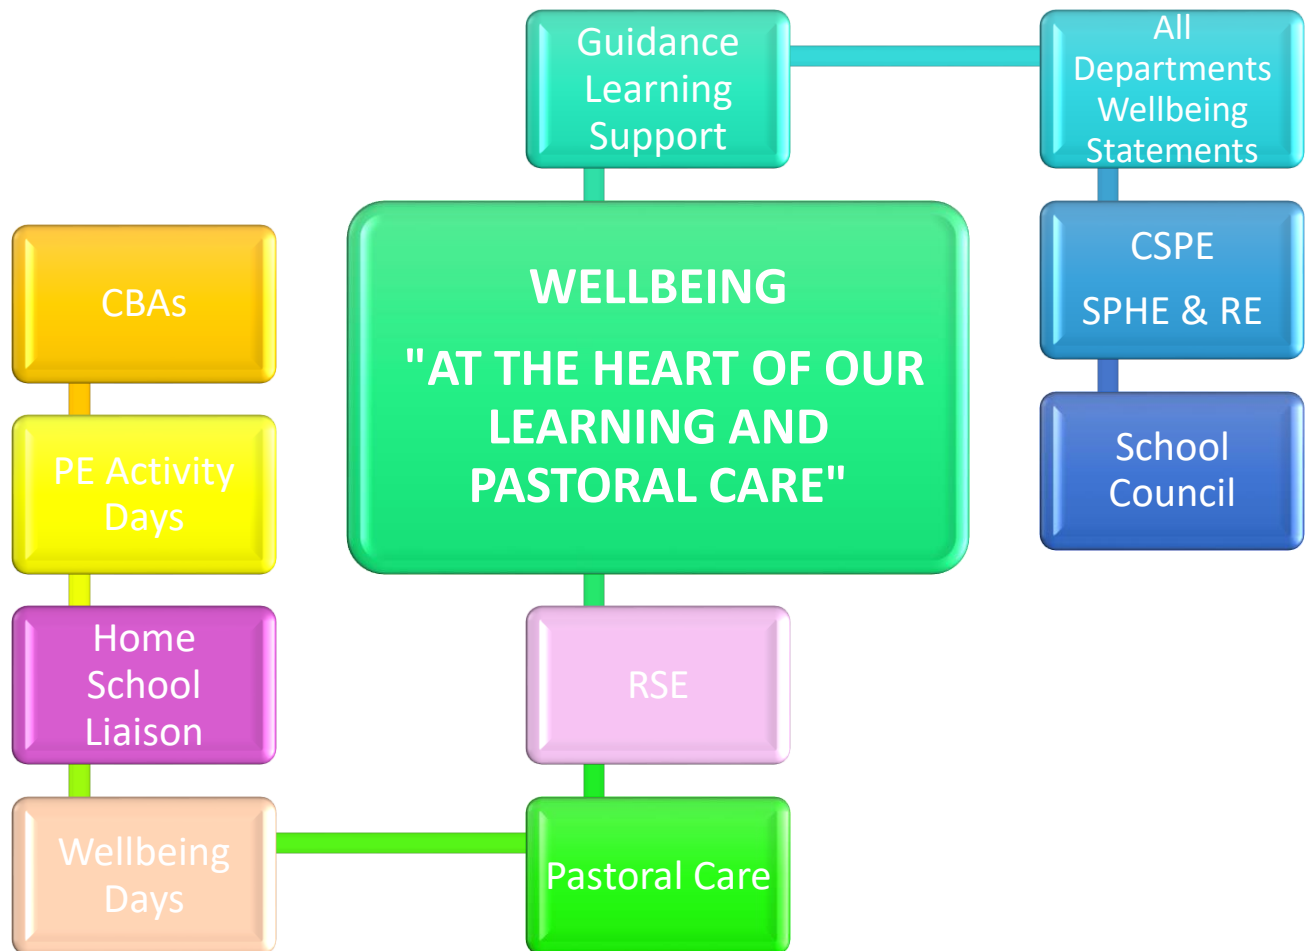 CBAs
PE Activity
Days
Home
School
Liaison
Wellbeing
Days
Pastoral Care
RSE
WELLBEING
"AT THE HEART OF OUR
LEARNING AND
PASTORAL CARE"
Guidance
Learning
Support
All
Departments
Wellbeing
Statements
CSPE
SPHE & RE
School
Council